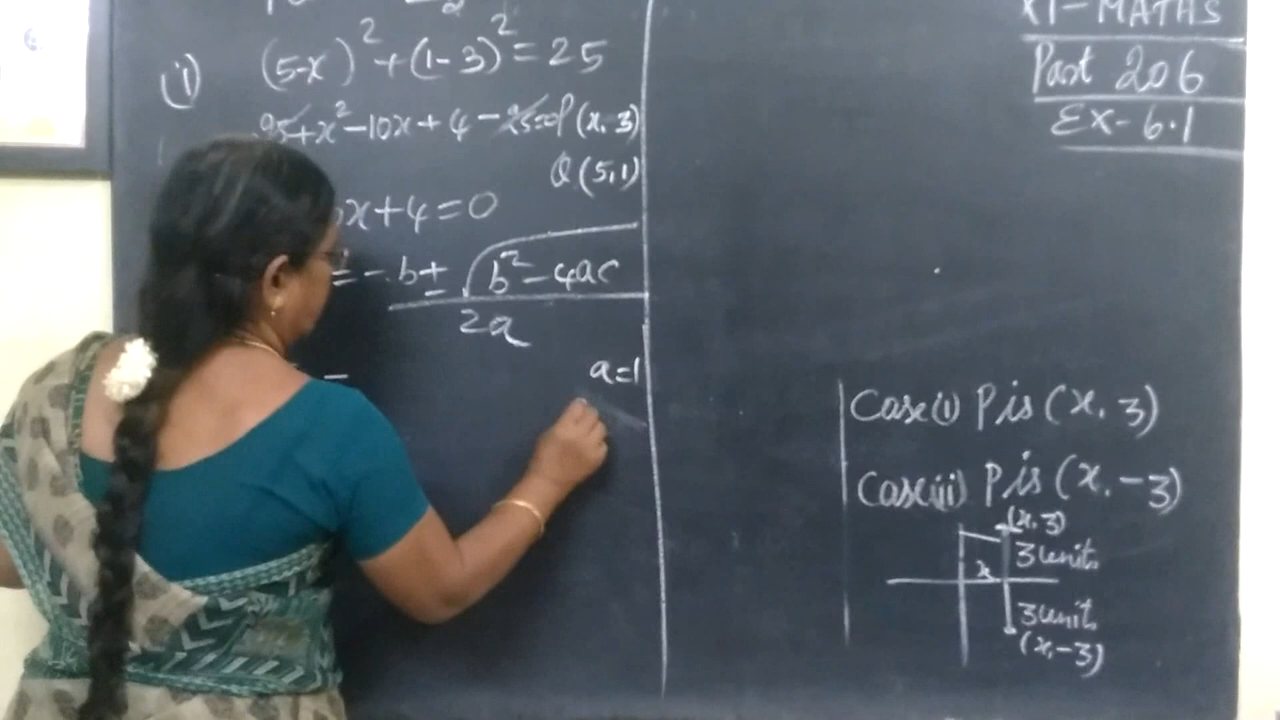 (i) (5-x)² + (1-3)² = 25
25+x²-10x+4-25=0 P(x, 3)
Q(5,1)
x+4=0
= -b± √b²-4ac
2a
a=1
XI-MATHS
Part 206
Ex-6.1
Case(i) P is (x, 3)
Case(ii) P is (x, -3)
(x, 3)
3 unit
x
3 unit
(x, -3)